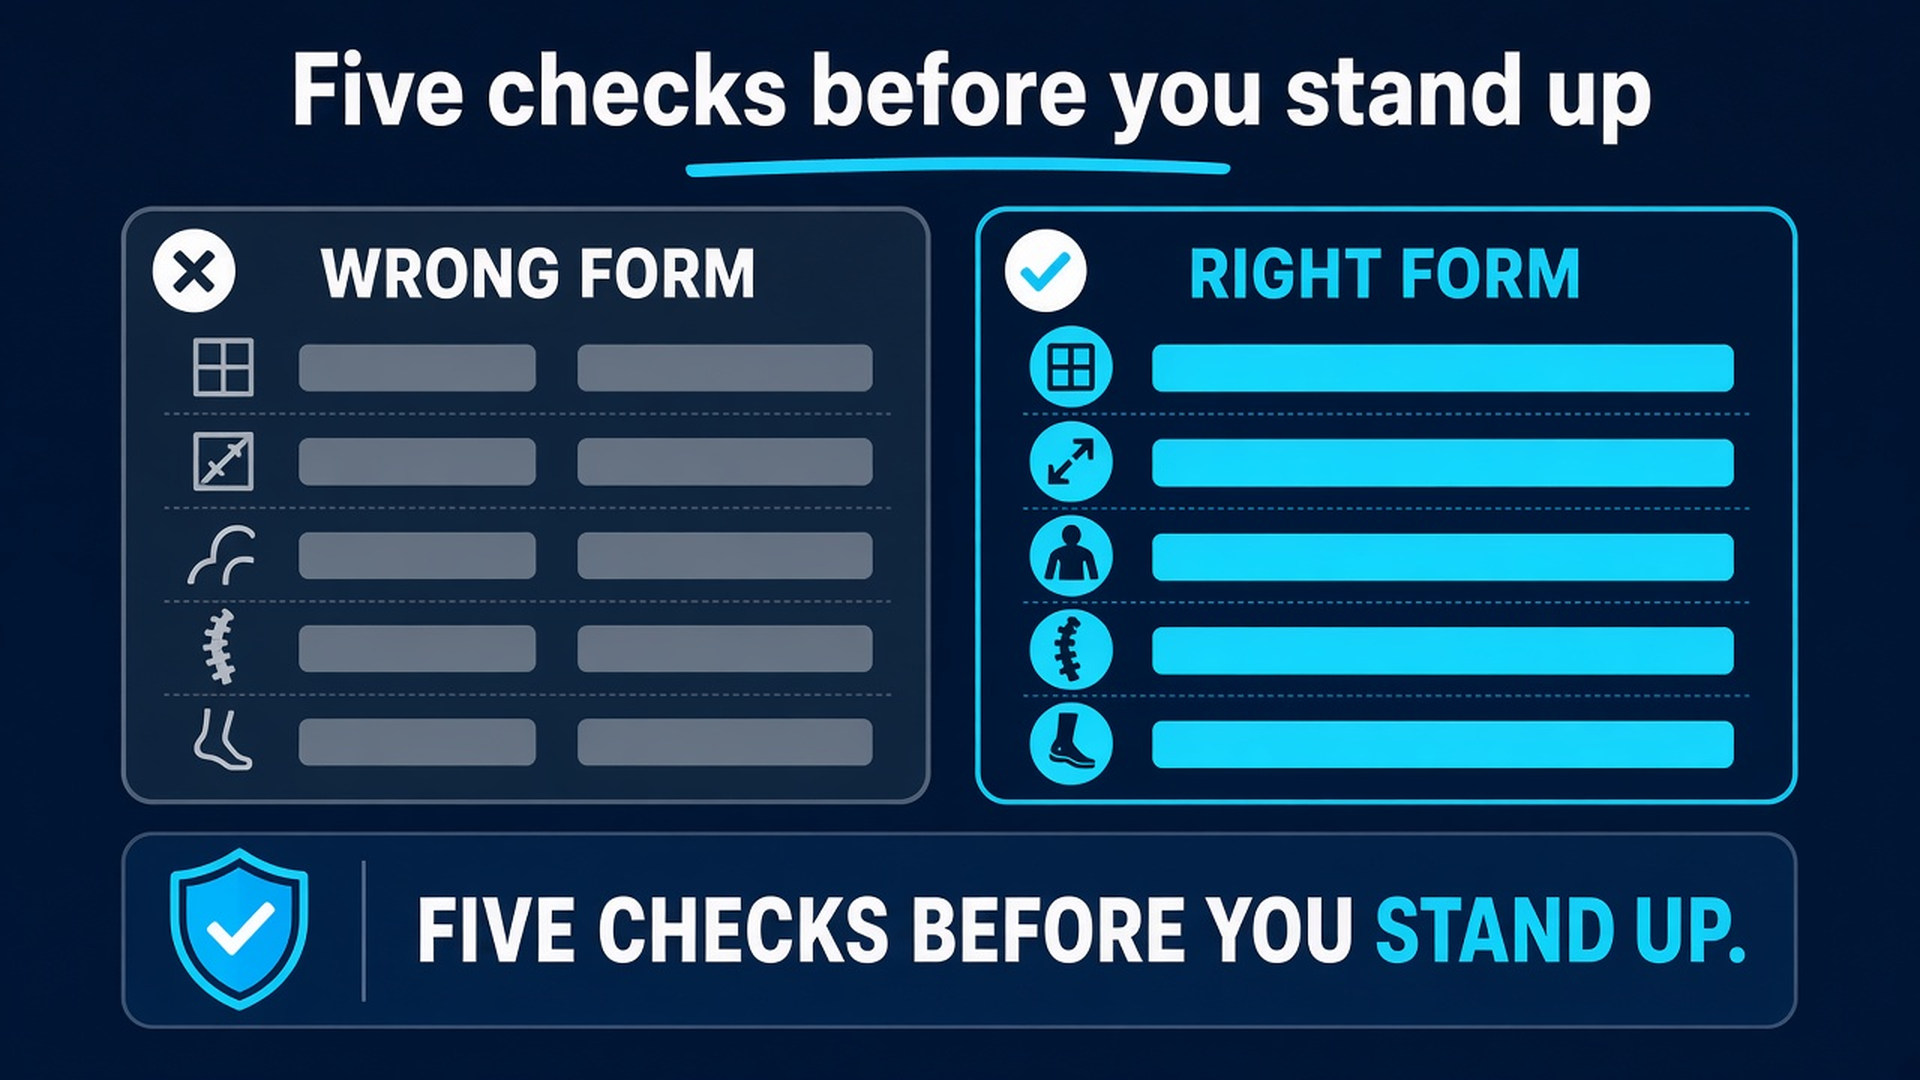 Five checks before you stand up
WRONG FORM
RIGHT FORM
FIVE CHECKS BEFORE YOU STAND UP.